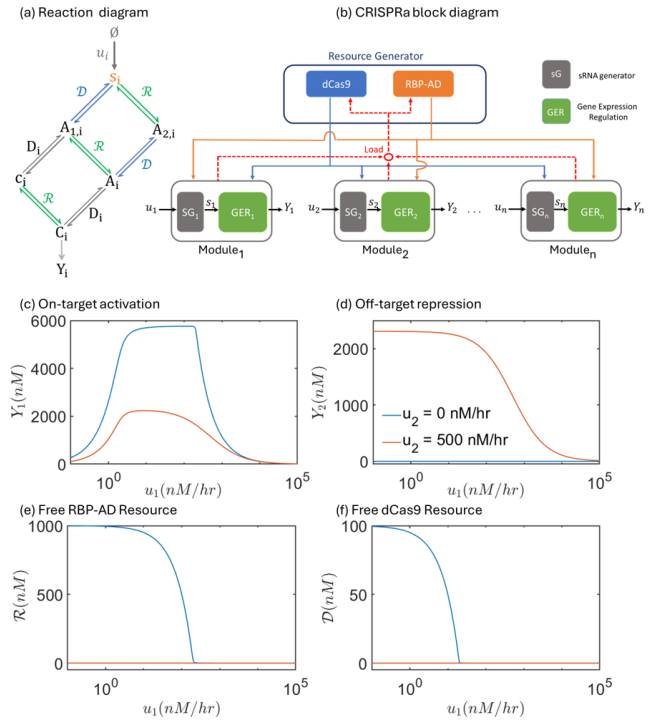 (a) Reaction diagram
(b) CRISPRa block diagram
∅
u_i
s_i
𝒟
ℛ
A_{1,i}
A_{2,i}
D_i
ℛ
𝒟
c_i
A_i
ℛ
D_i
C_i
Y_i
Resource Generator
dCas9
RBP-AD
Load
sG
sRNA generator
GER
Gene Expression
Regulation
u_1 SG_1 s_1 GER_1 Y_1
u_2 SG_2 s_2 GER_2 Y_2 . . .
u_n SG_n s_n GER_n Y_n
Module_1
Module_2
Module_n
(c) On-target activation
6000
4000
2000
0
Y_1(nM)
10^0
10^5
u_1(nM/hr)
(d) Off-target repression
2000
1000
0
Y_2(nM)
u_2 = 0 nM/hr
u_2 = 500 nM/hr
10^0
10^5
u_1(nM/hr)
(e) Free RBP-AD Resource
1000
500
0
ℛ(nM)
10^0
10^5
u_1(nM/hr)
(f) Free dCas9 Resource
100
50
0
𝒟(nM)
10^0
10^5
u_1(nM/hr)